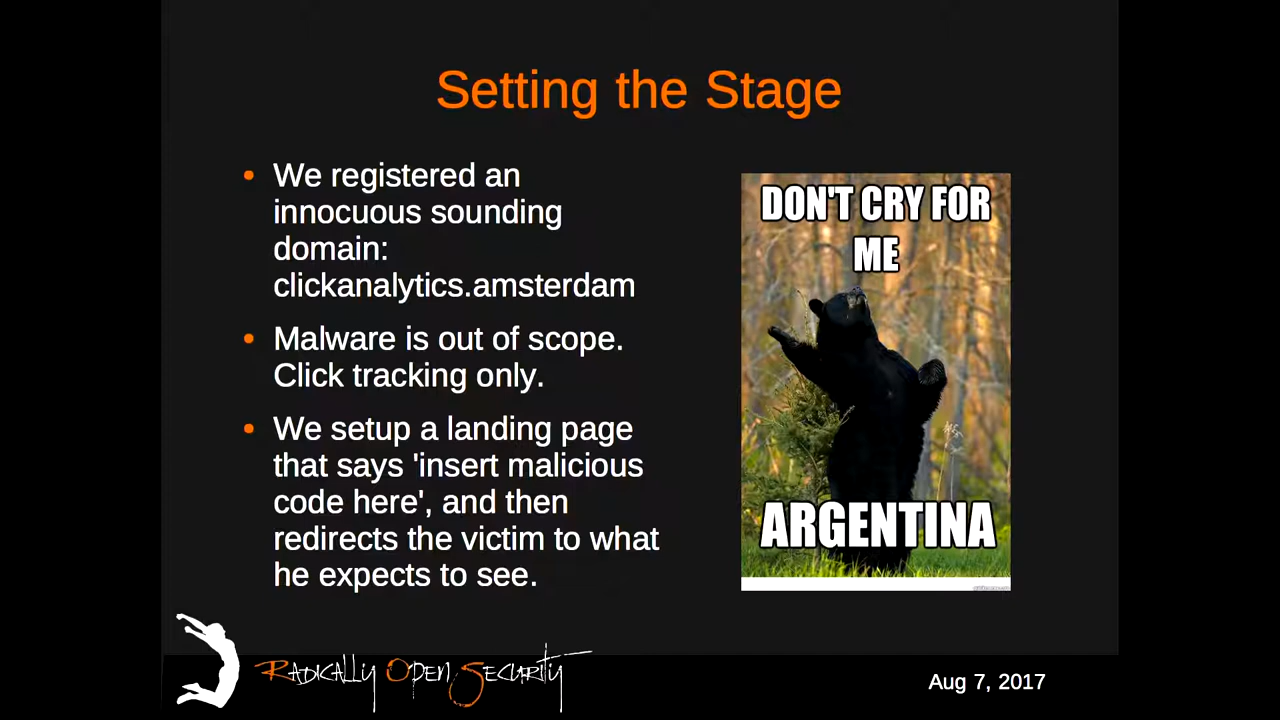 Setting the Stage
We registered an
innocuous sounding
domain:
clickanalytics.amsterdam
Malware is out of scope.
Click tracking only.
We setup a landing page
that says 'insert malicious
code here', and then
redirects the victim to what
he expects to see.
DON'T CRY FOR
ME
ARGENTINA
RADICALLY OPEN SECURITY
Aug 7, 2017